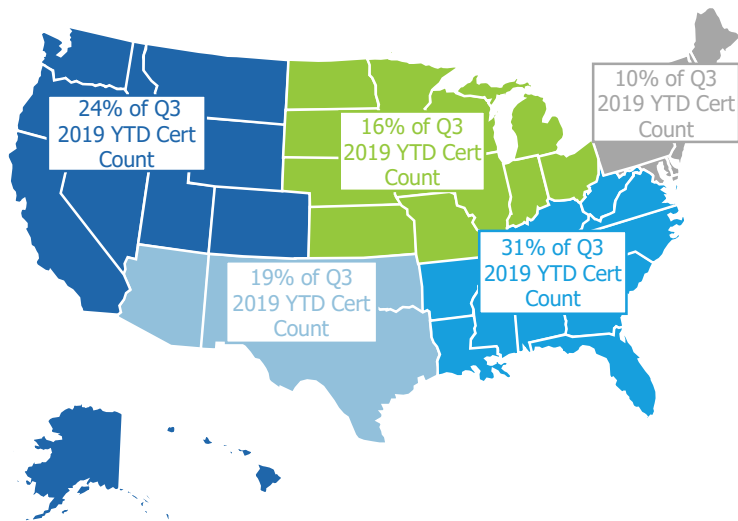 24% of Q3
2019 YTD Cert
Count
16% of Q3
2019 YTD Cert
Count
10% of Q3
2019 YTD Cert
Count
19% of Q3
2019 YTD Cert
Count
31% of Q3
2019 YTD Cert
Count